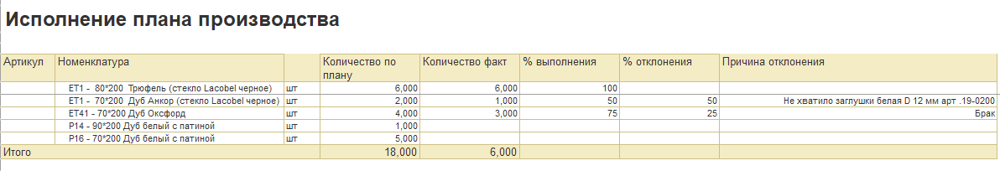 Исполнение плана производства
Артикул Номенклатура Количество по плану Количество факт % выполнения % отклонения Причина отклонения
ET1 - 80*200 Трюфель (стекло Lacobel черное) шт 6,000 6,000 100
ET1 - 70*200 Дуб Анкор (стекло Lacobel черное) шт 2,000 1,000 50 50 Не хватило заглушки белая D 12 мм арт .19-0200
ET41 - 70*200 Дуб Оксфорд шт 4,000 3,000 75 25 Брак
P14 - 90*200 Дуб белый с патиной шт 1,000
P16 - 70*200 Дуб белый с патиной шт 5,000
Итого 18,000 6,000